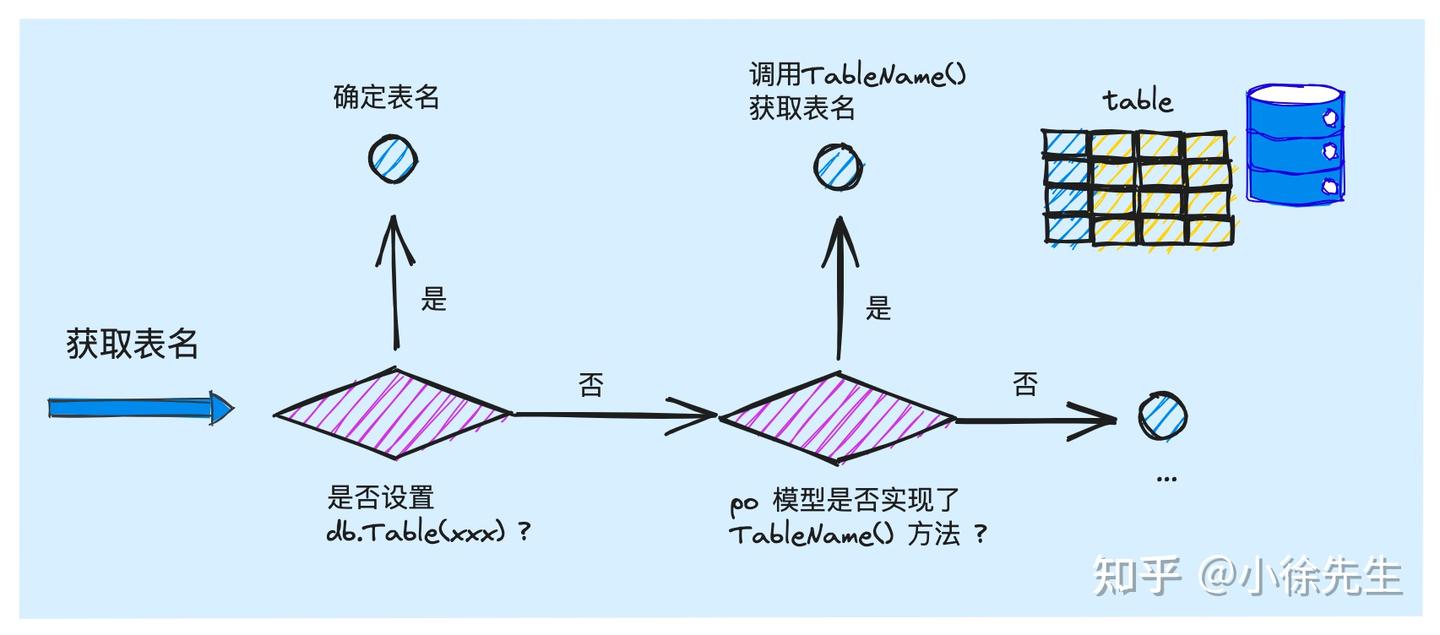 确定表名
调用TableName()
获取表名
table
是
是
获取表名
否
否
...
是否设置
db.Table(xxx) ?
po 模型是否实现了
TableName() 方法 ?
知乎 @小徐先生